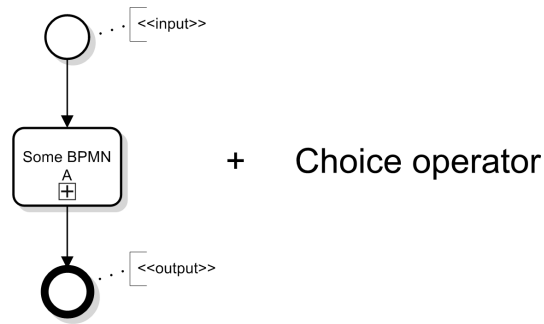 <<input>>
Some BPMN
A
+ Choice operator
<<output>>